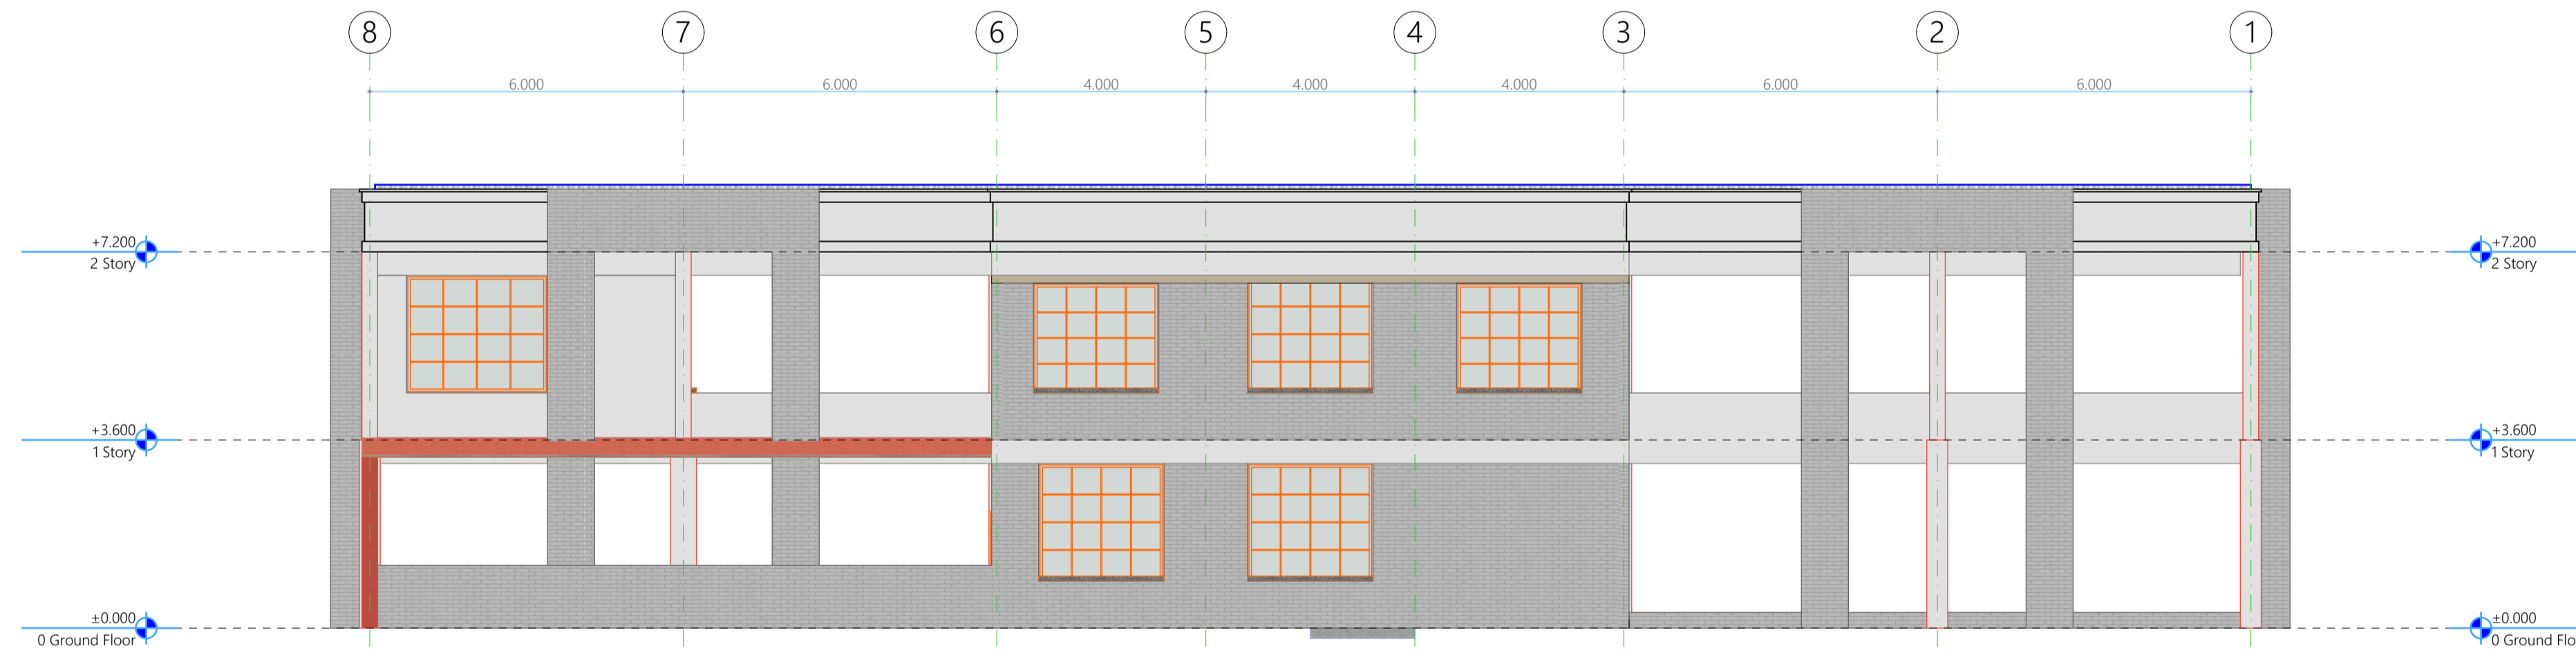 8 7 6 5 4 3 2 1
6.000 6.000 4.000 4.000 4.000 6.000 6.000
+7.200 +7.200
2 Story 2 Story
+3.600 +3.600
1 Story 1 Story
±0.000 ±0.000
0 Ground Floor 0 Ground Flo